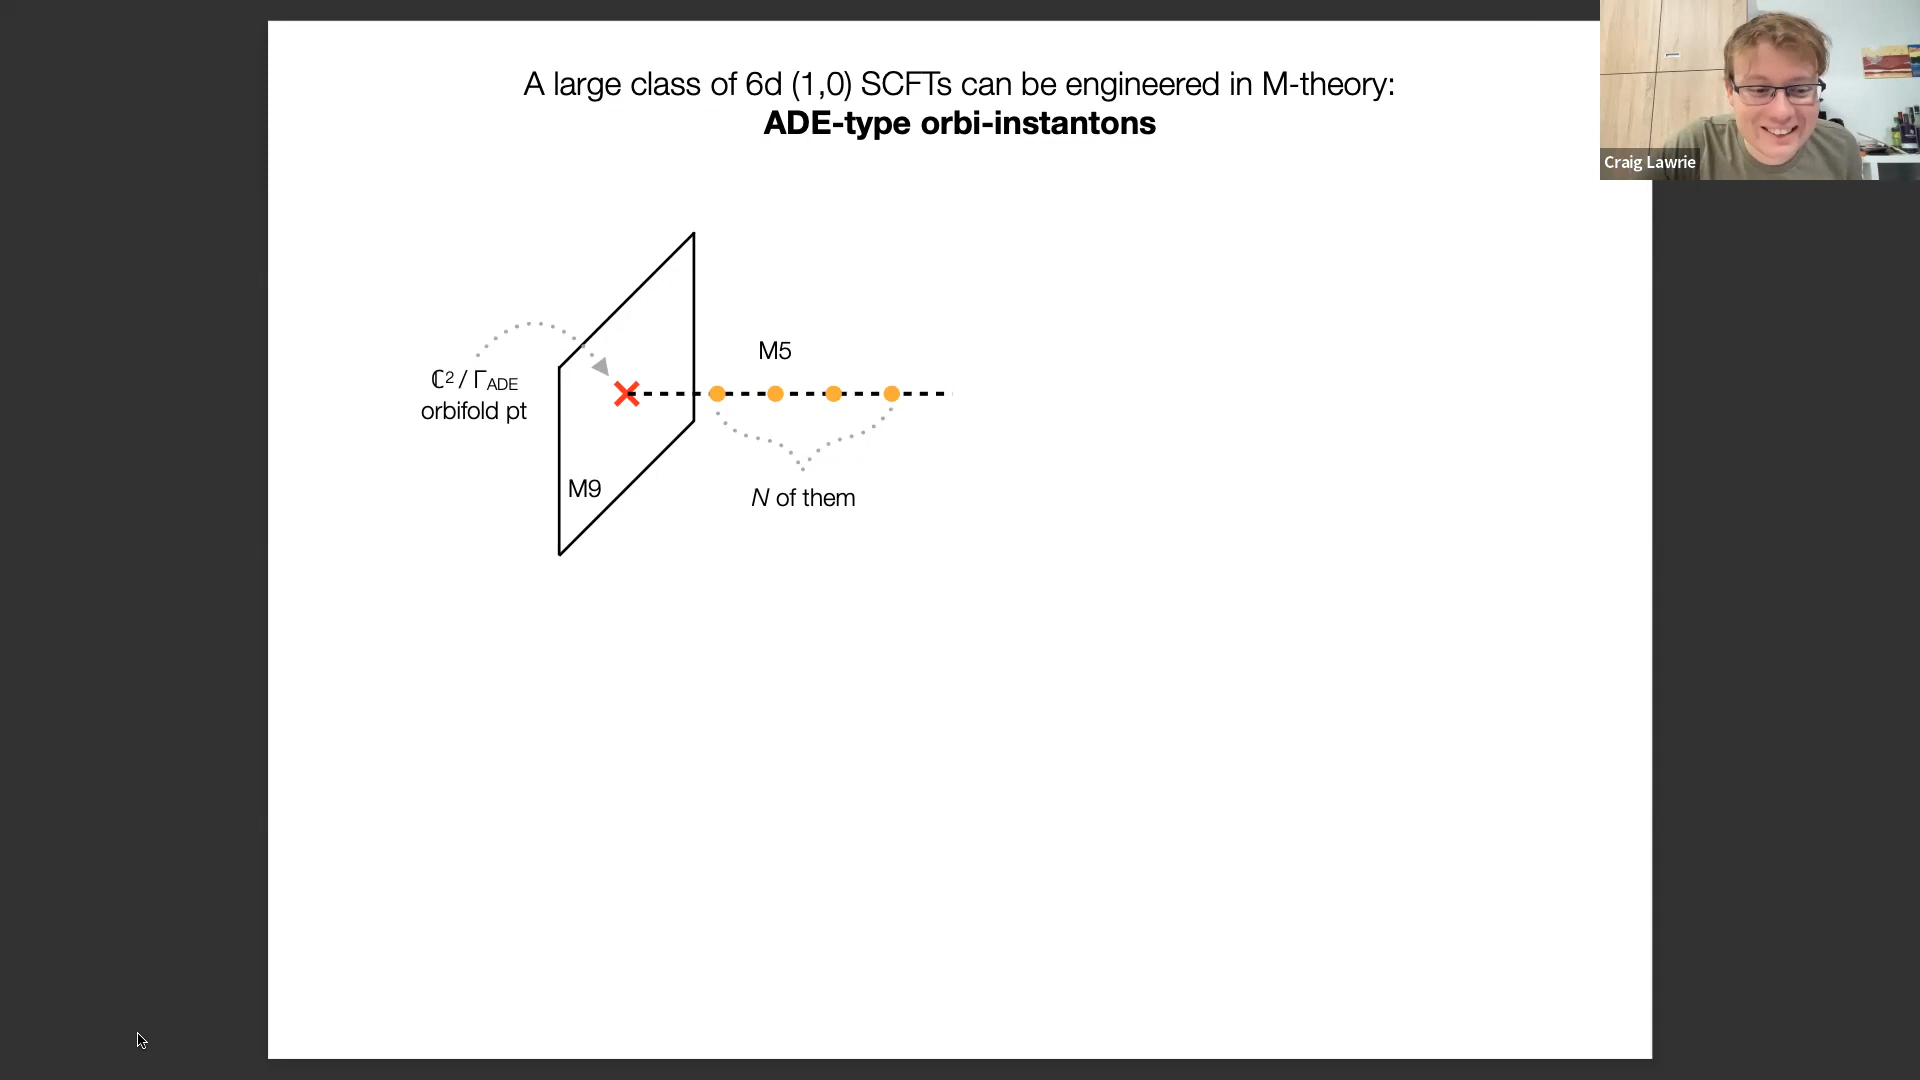 A large class of 6d (1,0) SCFTs can be engineered in M-theory:
ADE-type orbi-instantons
Craig Lawrie
M5
ℂ² / Γ_ADE
orbifold pt
M9
N of them